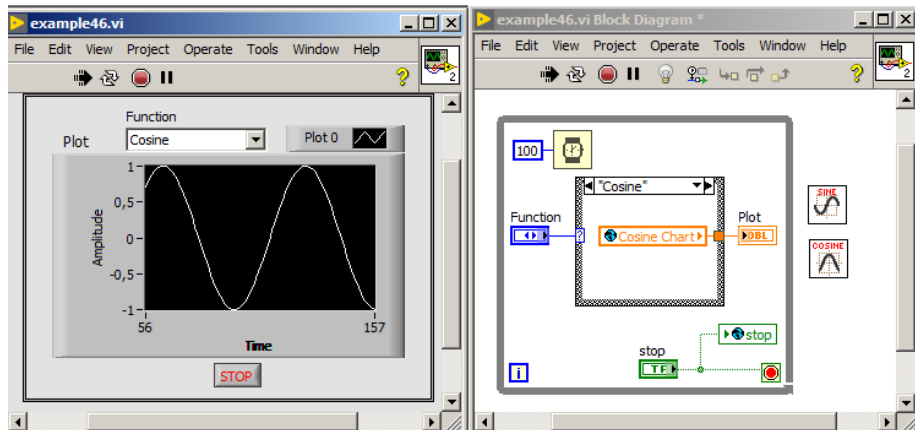 example46.vi
File Edit View Project Operate Tools Window Help
2
Function
Plot
Cosine
Plot 0
1
0,5
0
-0,5
-1
Amplitude
56
157
Time
STOP
example46.vi Block Diagram *
File Edit View Project Operate Tools Window Help
2
100
"Cosine"
Function
?
Cosine Chart
Plot
DBL
SINE
COSINE
stop
stop
TF
i